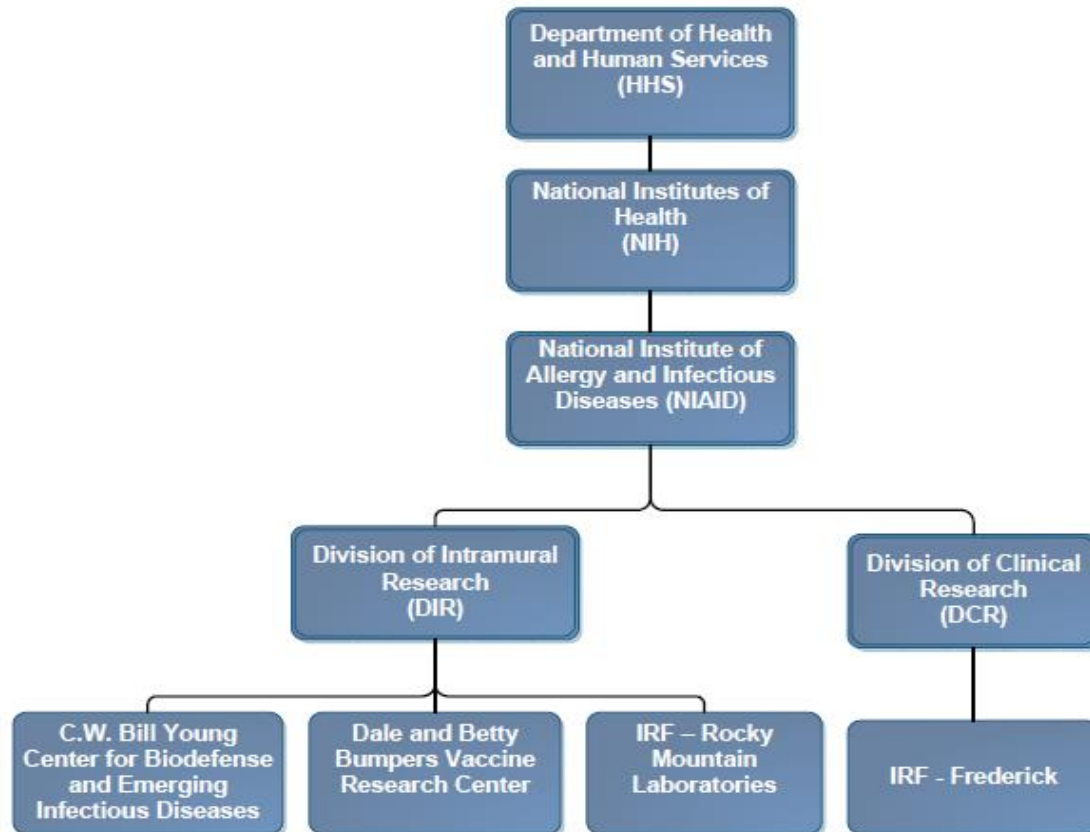 Department of Health
and Human Services
(HHS)
National Institutes of
Health
(NIH)
National Institute of
Allergy and Infectious
Diseases (NIAID)
Division of Intramural
Research
(DIR)
Division of Clinical
Research
(DCR)
C.W. Bill Young
Center for Biodefense
and Emerging
Infectious Diseases
Dale and Betty
Bumpers Vaccine
Research Center
IRF – Rocky
Mountain
Laboratories
IRF - Frederick